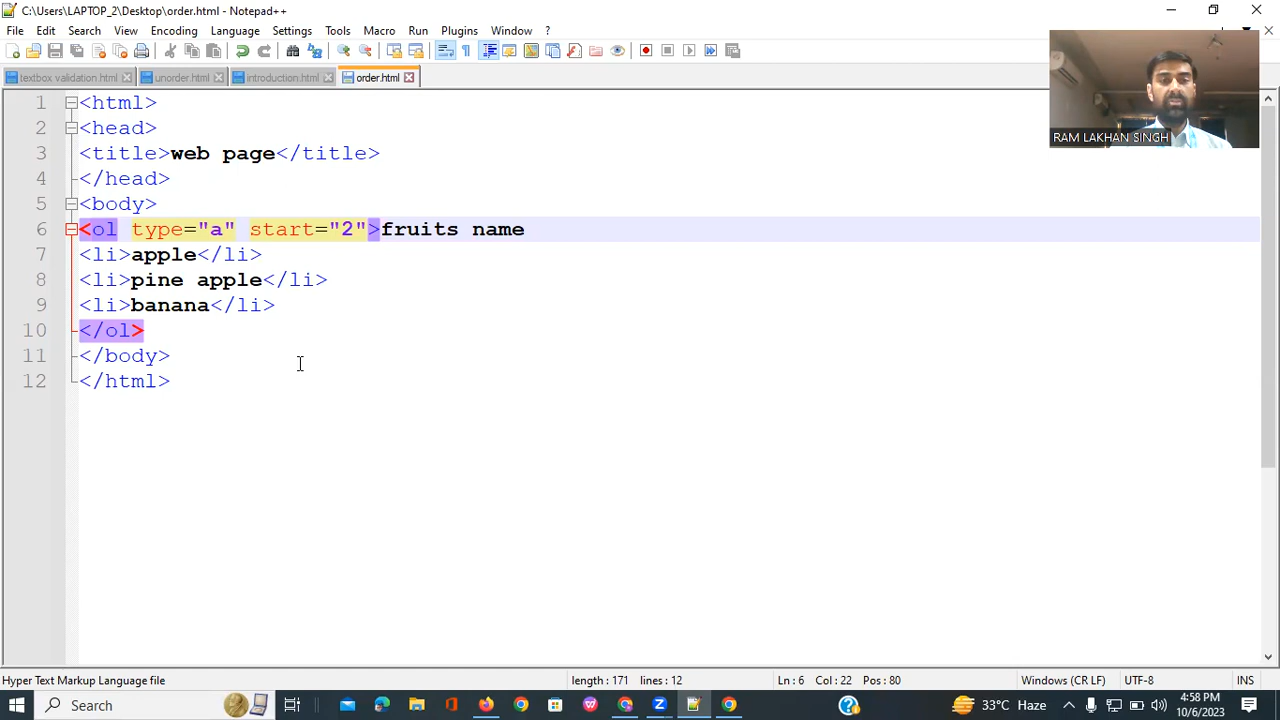 C:\Users\LAPTOP_2\Desktop\order.html - Notepad++
File Edit Search View Encoding Language Settings Tools Macro Run Plugins Window ?
textbox validation.html unorder.html introduction.html order.html
RAM LAKHAN SINGH
1 <html>
2 <head>
3 <title>web page</title>
4 </head>
5 <body>
6 <ol type="a" start="2">fruits name
7 <li>apple</li>
8 <li>pine apple</li>
9 <li>banana</li>
10 </ol>
11 </body>
12 </html>
Hyper Text Markup Language file length : 171 lines : 12 Ln : 6 Col : 22 Pos : 80 Windows (CR LF) UTF-8 INS
Search 33°C Haze 4:58 PM
10/6/2023